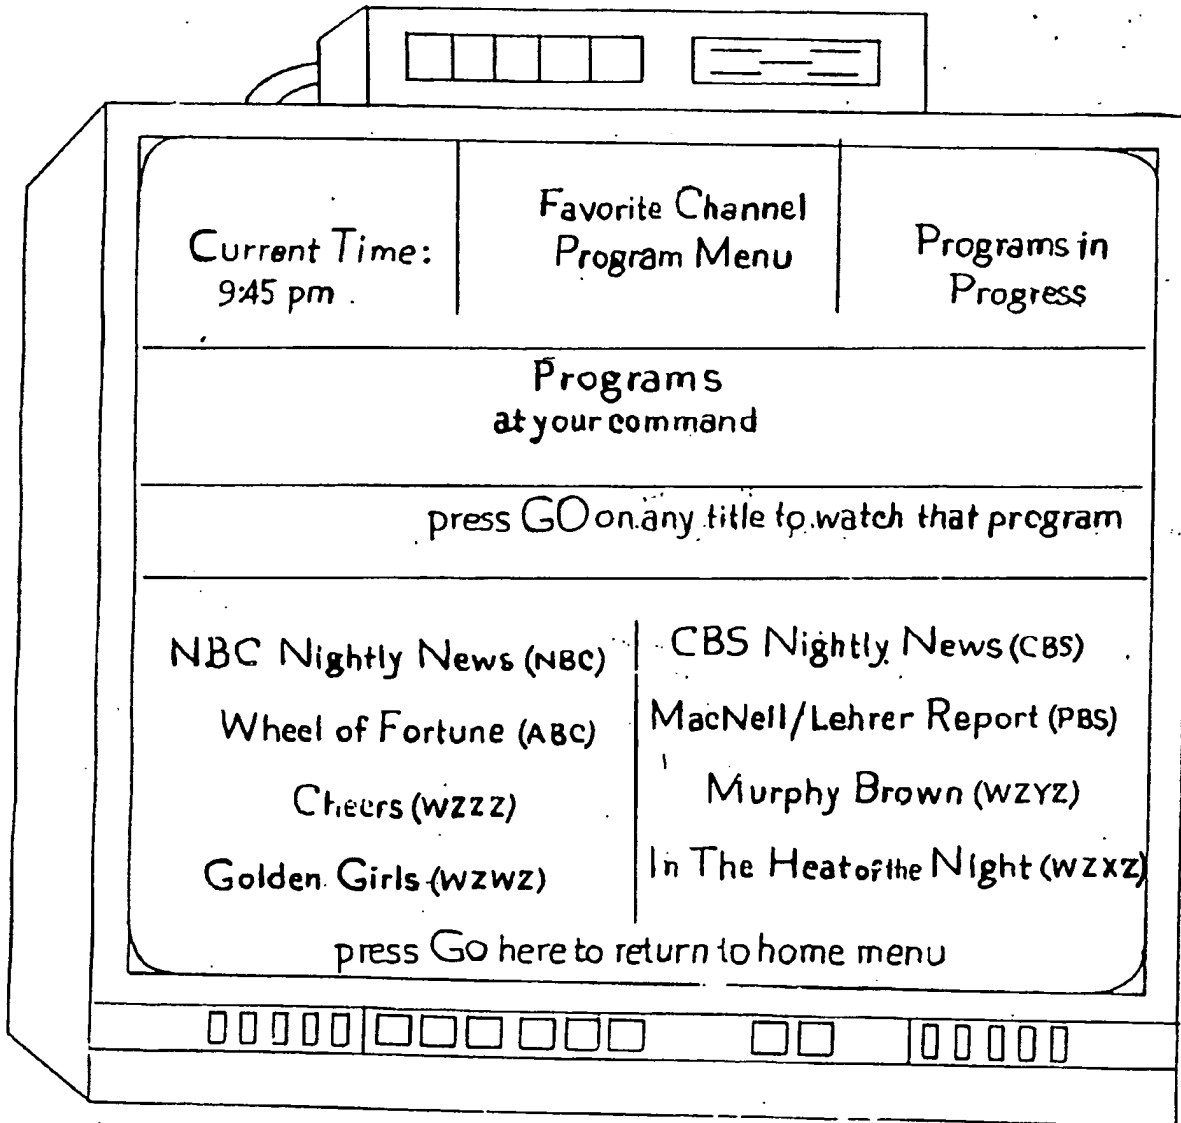 Current Time:
9:45 pm
Favorite Channel
Program Menu
Programs in
Progress
Programs
at your command
press GO on any title to watch that program
NBC Nightly News (NBC)
Wheel of Fortune (ABC)
Cheers (WZZZ)
Golden Girls (WZWZ)
CBS Nightly News (CBS)
MacNeil/Lehrer Report (PBS)
Murphy Brown (WZYZ)
In The Heat of the Night (WZXZ)
press Go here to return to home menu